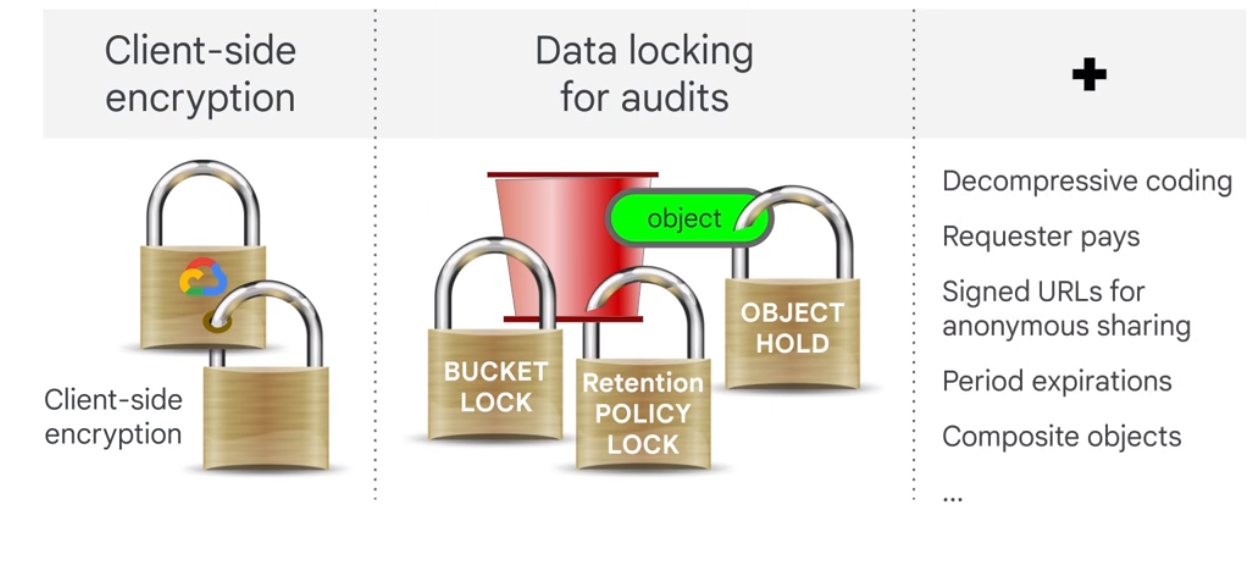 Client-side
encryption
Data locking
for audits
+
Client-side
encryption
object
BUCKET
LOCK
Retention
POLICY
LOCK
OBJECT
HOLD
Decompressive coding
Requester pays
Signed URLs for
anonymous sharing
Period expirations
Composite objects
...